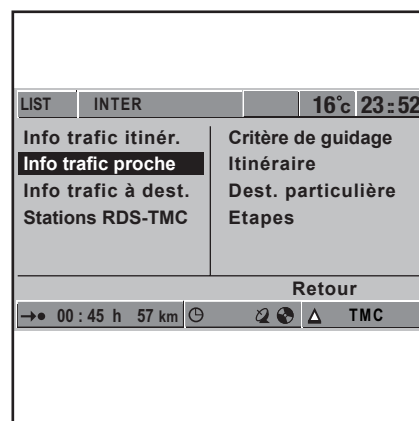 LIST INTER 16°c 23:52
Info trafic itinér. Critère de guidage
Info trafic proche Itinéraire
Info trafic à dest. Dest. particulière
Stations RDS-TMC Etapes
Retour
00 : 45 h 57 km TMC